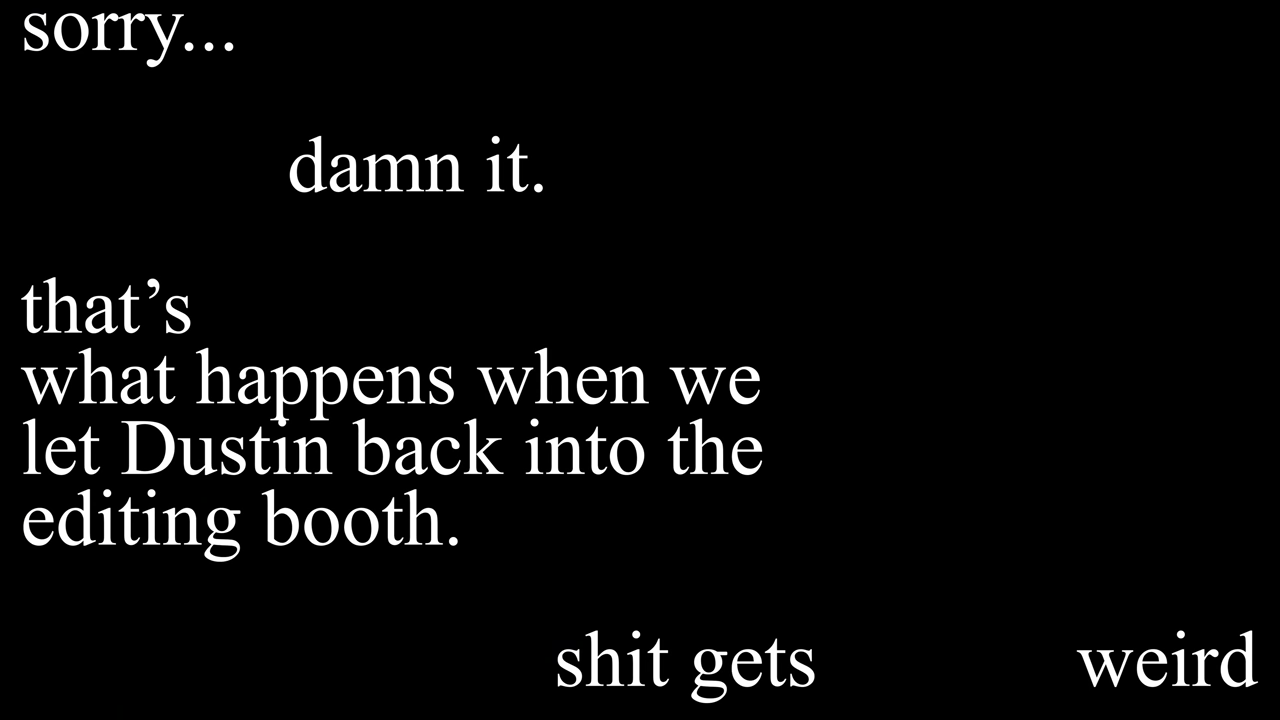 sorry...
damn it.
that’s
what happens when we
let Dustin back into the
editing booth.
shit gets weird